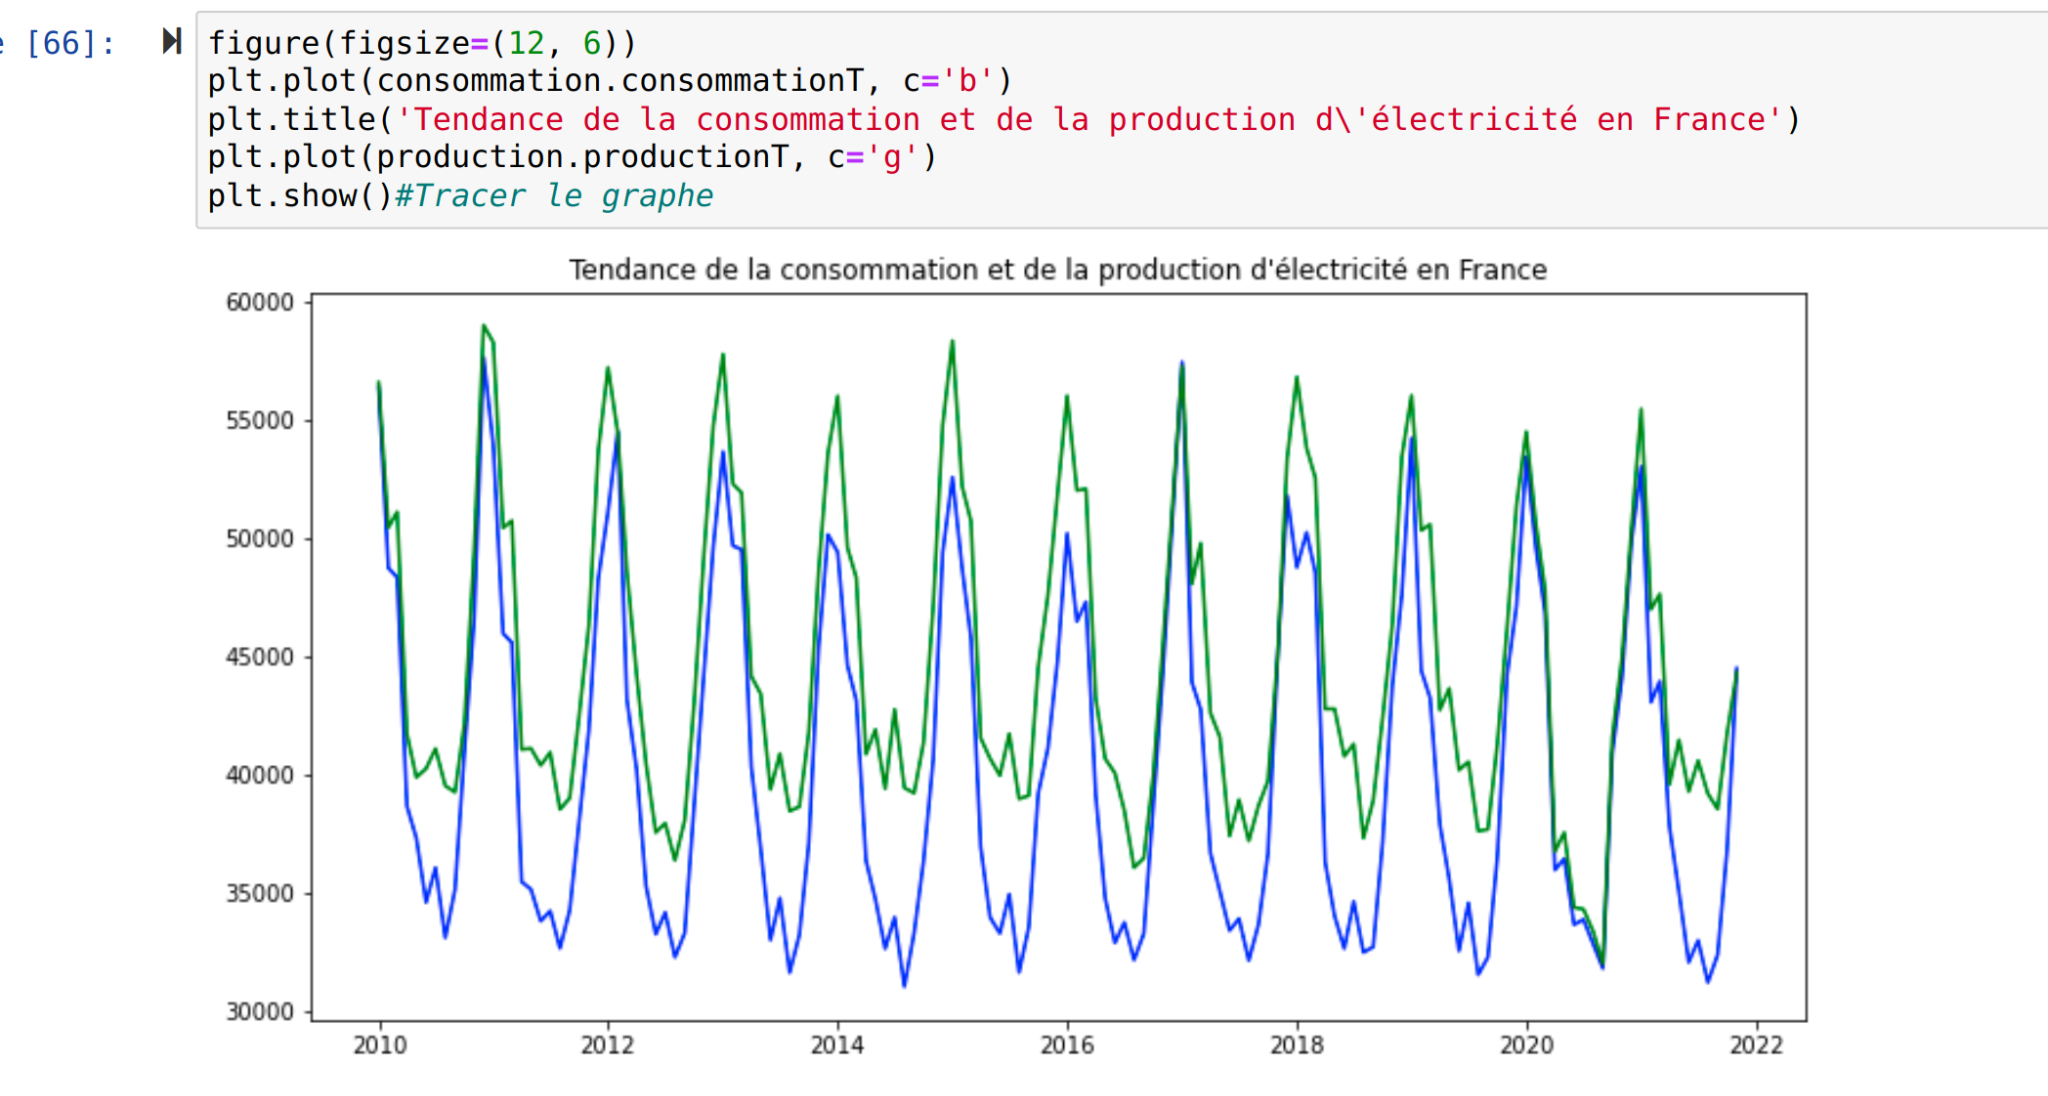 e [66]:
figure(figsize=(12, 6))
plt.plot(consommation.consommationT, c='b')
plt.title('Tendance de la consommation et de la production d\'électricité en France')
plt.plot(production.productionT, c='g')
plt.show()#Tracer le graphe
Tendance de la consommation et de la production d'électricité en France
60000
55000
50000
45000
40000
35000
30000
2010 2012 2014 2016 2018 2020 2022